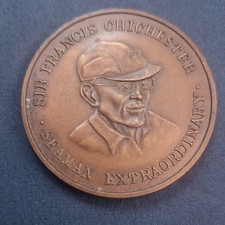 · SIR FRANCIS CHICHESTER ·
SEAMAN EXTRAORDINARY